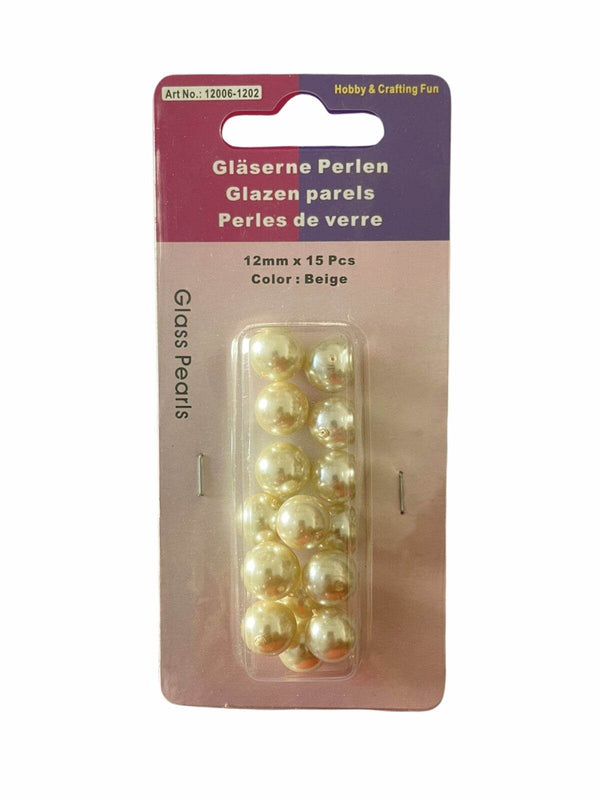 Art No.: 12006-1202
Hobby & Crafting Fun
Gläserne Perlen
Glazen parels
Perles de verre
12mm x 15 Pcs
Color : Beige
Glass Pearls